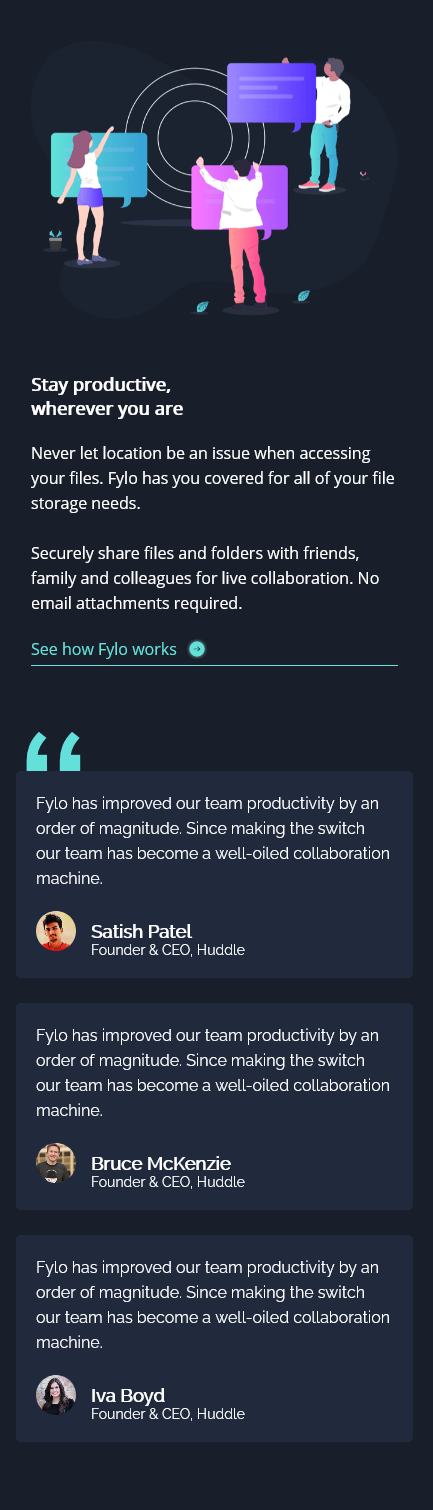 Stay productive,
wherever you are
Never let location be an issue when accessing
your files. Fylo has you covered for all of your file
storage needs.
Securely share files and folders with friends,
family and colleagues for live collaboration. No
email attachments required.
See how Fylo works
Fylo has improved our team productivity by an
order of magnitude. Since making the switch
our team has become a well-oiled collaboration
machine.
Satish Patel
Founder & CEO, Huddle
Fylo has improved our team productivity by an
order of magnitude. Since making the switch
our team has become a well-oiled collaboration
machine.
Bruce McKenzie
Founder & CEO, Huddle
Fylo has improved our team productivity by an
order of magnitude. Since making the switch
our team has become a well-oiled collaboration
machine.
Iva Boyd
Founder & CEO, Huddle